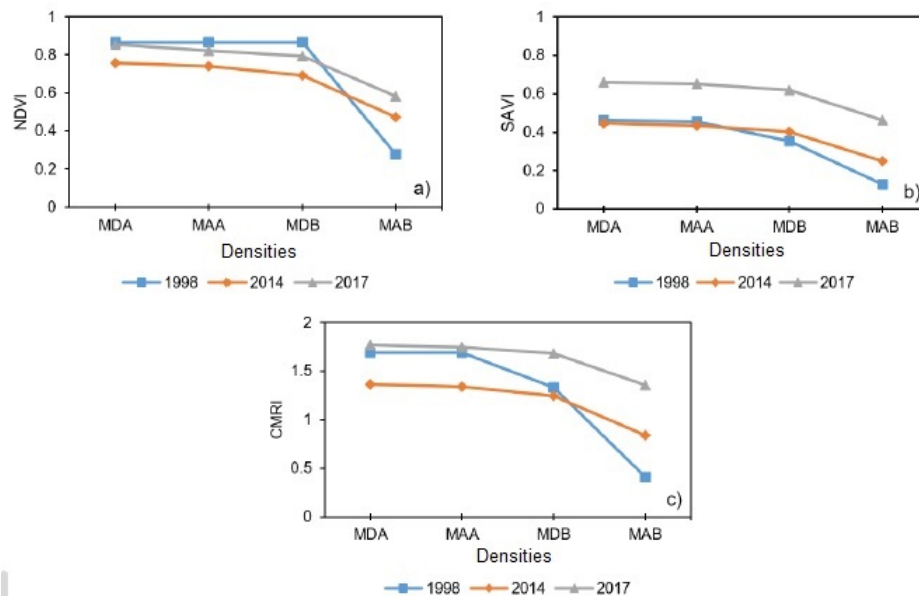 NDVI
1
0.8
0.6
0.4
0.2
0
MDA MAA MDB MAB
a)
Densities
1998 2014 2017
SAVI
1
0.8
0.6
0.4
0.2
0
MDA MAA MDB MAB
b)
Densities
1998 2014 2017
CMRI
2
1.5
1
0.5
0
MDA MAA MDB MAB
c)
Densities
1998 2014 2017